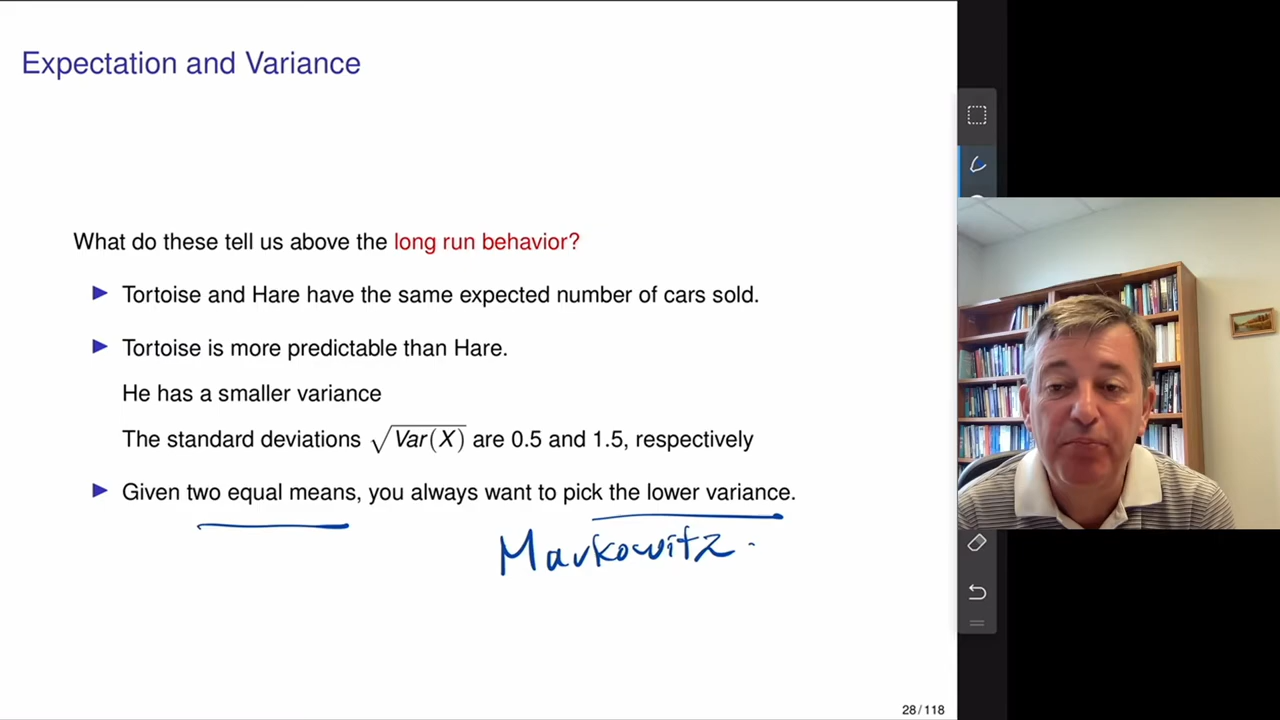 Expectation and Variance
What do these tell us above the long run behavior?
▶ Tortoise and Hare have the same expected number of cars sold.
▶ Tortoise is more predictable than Hare.
He has a smaller variance
The standard deviations √Var(X) are 0.5 and 1.5, respectively
▶ Given two equal means, you always want to pick the lower variance.
Markowitz
28 / 118